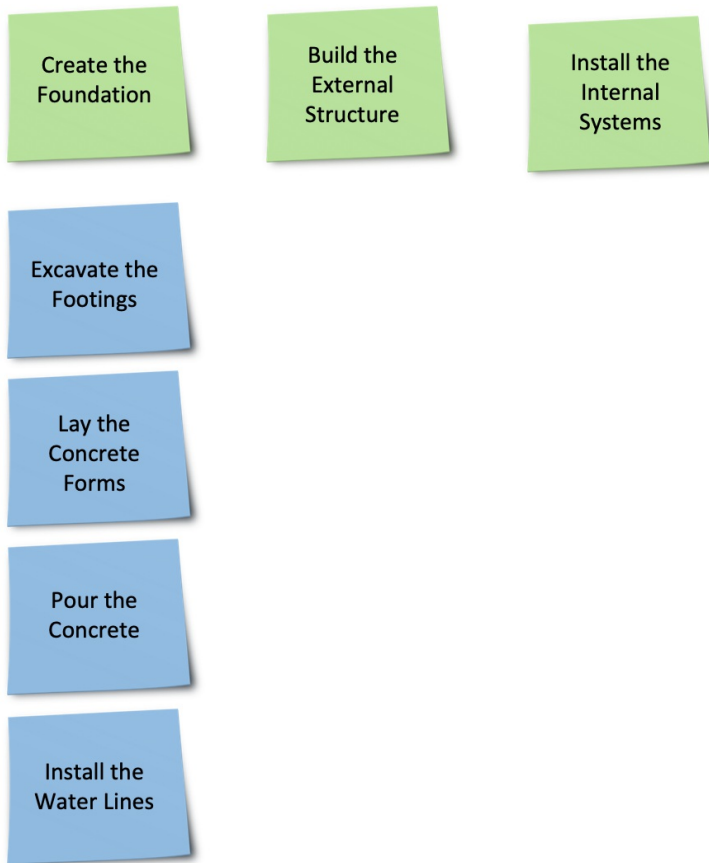 Create the
Foundation
Build the
External
Structure
Install the
Internal
Systems
Excavate the
Footings
Lay the
Concrete
Forms
Pour the
Concrete
Install the
Water Lines